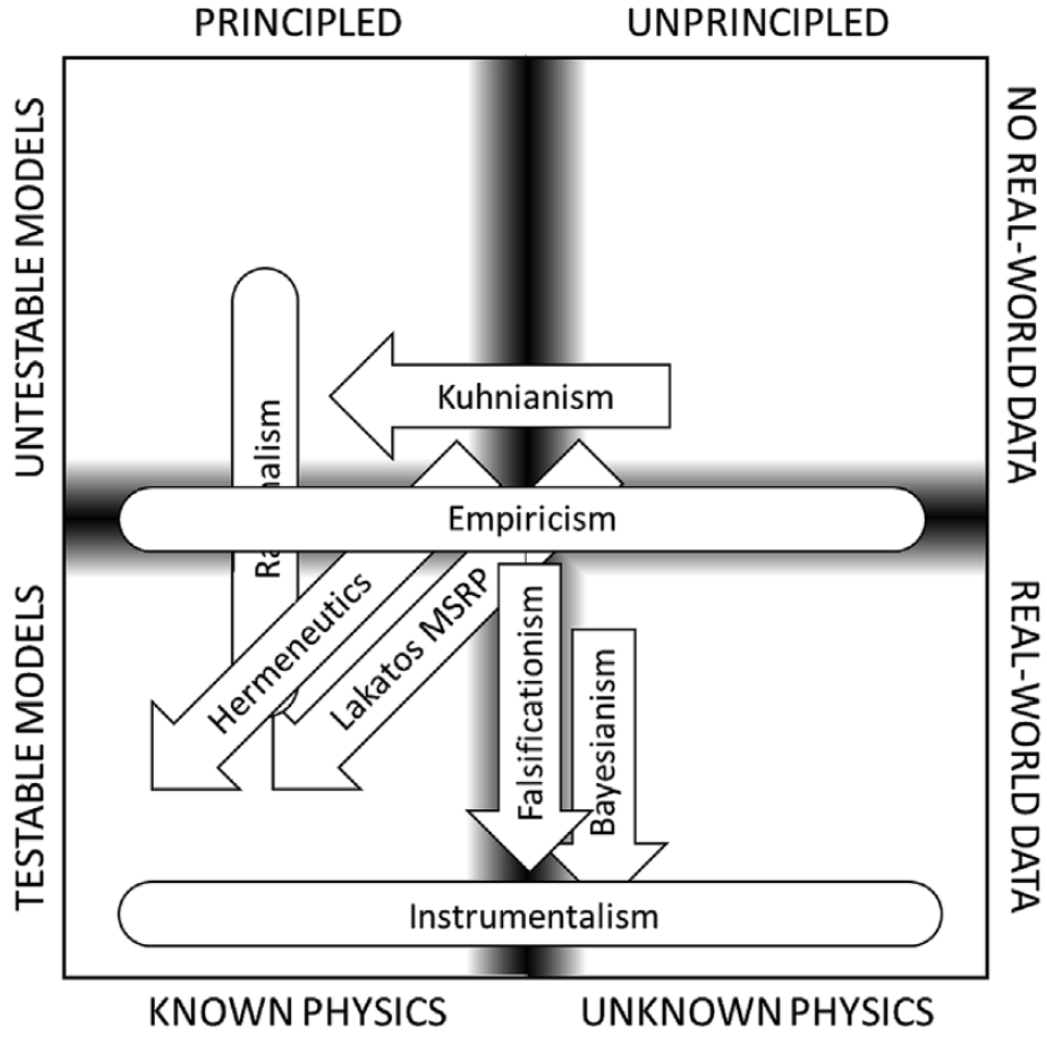 PRINCIPLED
UNPRINCIPLED
UNTESTABLE MODELS
NO REAL-WORLD DATA
Kuhnianism
Empiricism
Hermeneutics
Lakatos MSRP
Falsificationism
Bayesianism
TESTABLE MODELS
REAL-WORLD DATA
Instrumentalism
KNOWN PHYSICS
UNKNOWN PHYSICS